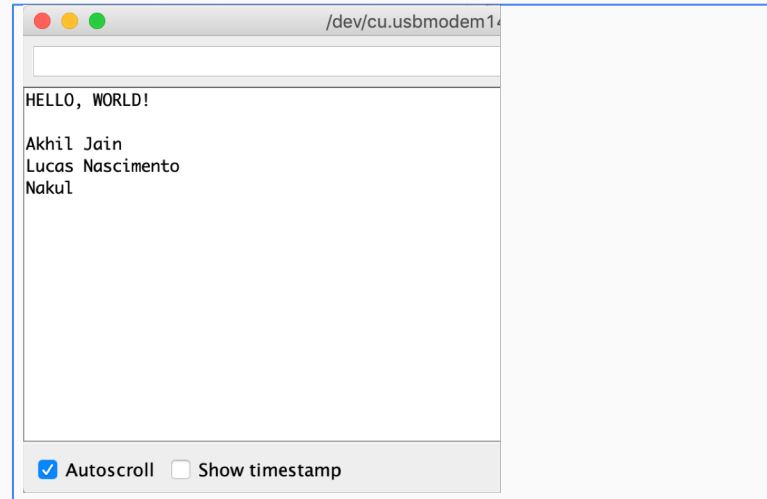 /dev/cu.usbmodem14
HELLO, WORLD!
Akhil Jain
Lucas Nascimento
Nakul
Autoscroll Show timestamp